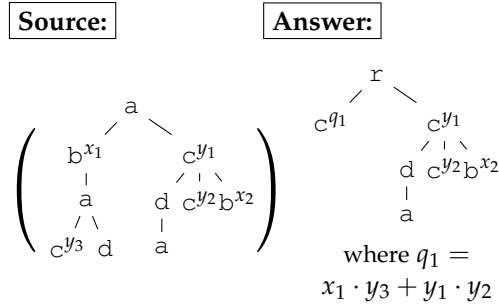 Source: Answer:
a r
b^{x_1} c^{y_1} c^{q_1} c^{y_1}
a d c^{y_2} b^{x_2} d c^{y_2} b^{x_2}
c^{y_3} d a a
where q_1 =
x_1 · y_3 + y_1 · y_2